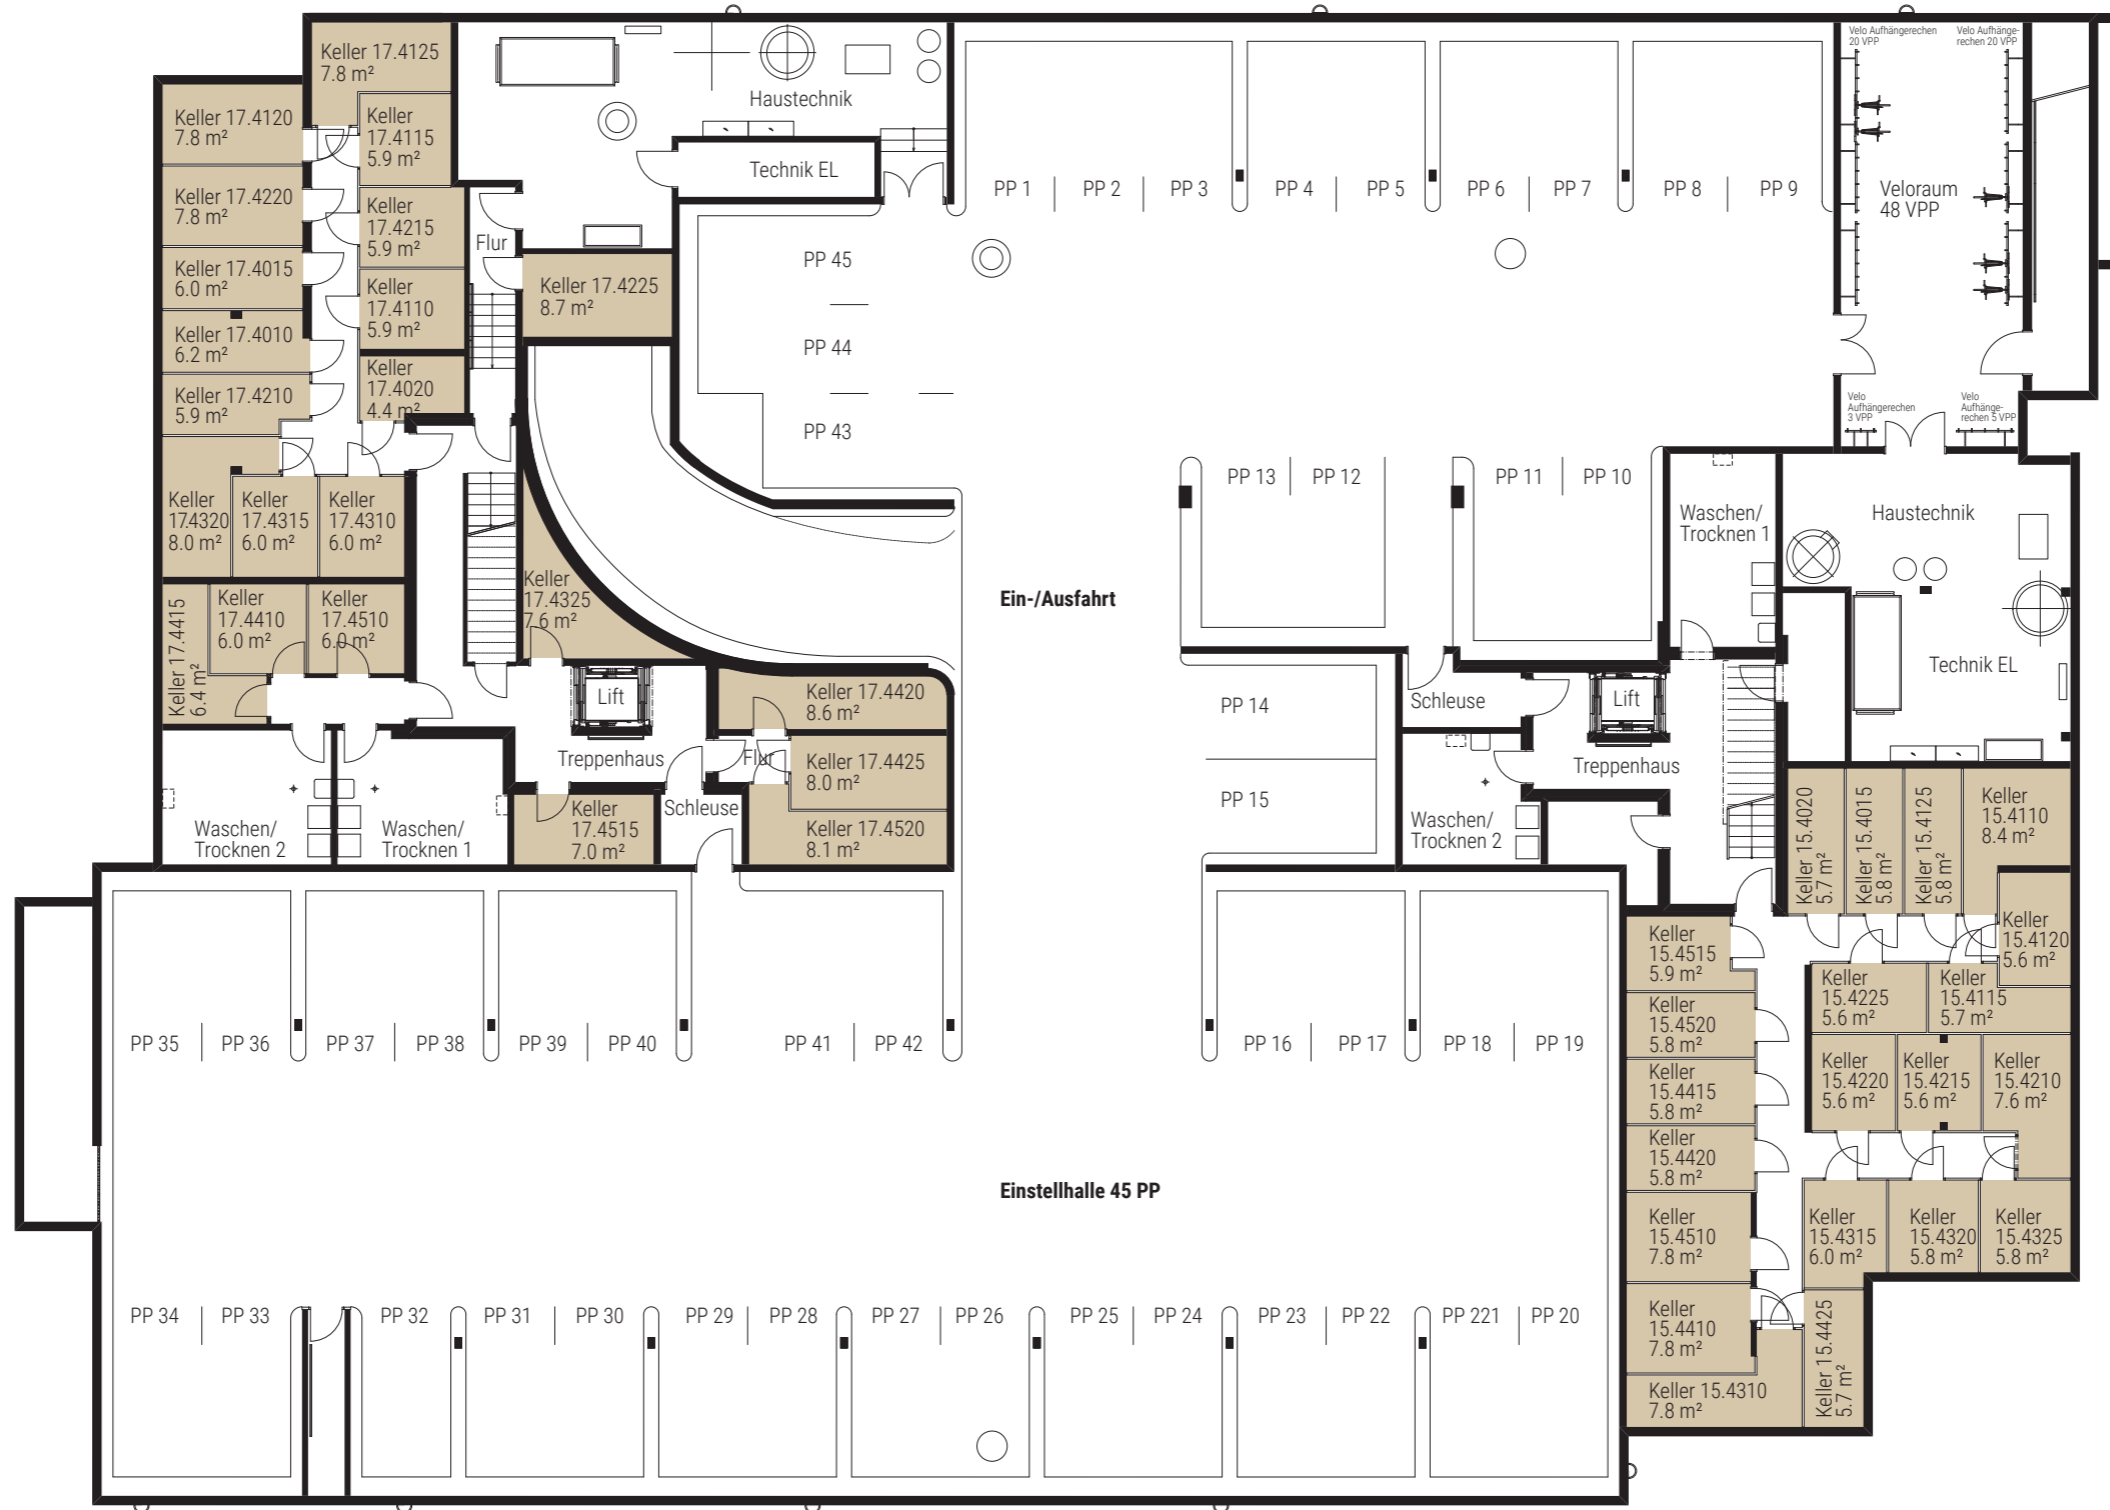 Keller 17.4125
7.8 m²
Keller 17.4120
7.8 m²
Keller
17.4115
5.9 m²
Keller 17.4220
7.8 m²
Keller
17.4215
5.9 m²
Keller 17.4015
6.0 m²
Keller
17.4110
5.9 m²
Keller 17.4010
6.2 m²
Keller 17.4210
5.9 m²
Keller
17.4020
4.4 m²
Keller
17.4320
8.0 m²
Keller
17.4315
6.0 m²
Keller
17.4310
6.0 m²
Keller 17.4415
6.4 m²
Keller
17.4410
6.0 m²
Keller
17.4510
6.0 m²
Haustechnik
Technik EL
Flur
Keller 17.4225
8.7 m²
Keller
17.4325
7.6 m²
Lift
Treppenhaus
Flur
Schleuse
Keller 17.4420
8.6 m²
Keller 17.4425
8.0 m²
Keller 17.4520
8.1 m²
Keller
17.4515
7.0 m²
Waschen/
Trocknen 2
Waschen/
Trocknen 1
PP 1
PP 2
PP 3
PP 4
PP 5
PP 6
PP 7
PP 8
PP 9
PP 45
PP 44
PP 43
PP 13
PP 12
PP 11
PP 10
Ein-/Ausfahrt
PP 14
PP 15
Velo Aufhängerechen
20 VPP
Velo Aufhänge-
rechen 20 VPP
Veloraum
48 VPP
Velo
Aufhängerechen
3 VPP
Velo
Aufhänge-
rechen 5 VPP
Waschen/
Trocknen 1
Haustechnik
Technik EL
Schleuse
Lift
Treppenhaus
Waschen/
Trocknen 2
Keller 15.4020
5.7 m²
Keller 15.4015
5.8 m²
Keller 15.4125
5.8 m²
Keller
15.4110
8.4 m²
Keller
15.4120
5.6 m²
Keller
15.4515
5.9 m²
Keller
15.4225
5.6 m²
Keller
15.4115
5.7 m²
Keller
15.4520
5.8 m²
Keller
15.4220
5.6 m²
Keller
15.4215
5.6 m²
Keller
15.4210
7.6 m²
Keller
15.4415
5.8 m²
Keller
15.4420
5.8 m²
Keller
15.4510
7.8 m²
Keller
15.4315
6.0 m²
Keller
15.4320
5.8 m²
Keller
15.4325
5.8 m²
Keller
15.4410
7.8 m²
Keller 15.4310
7.8 m²
Keller 15.4425
5.7 m²
PP 35
PP 36
PP 37
PP 38
PP 39
PP 40
PP 41
PP 42
PP 16
PP 17
PP 18
PP 19
Einstellhalle 45 PP
PP 34
PP 33
PP 32
PP 31
PP 30
PP 29
PP 28
PP 27
PP 26
PP 25
PP 24
PP 23
PP 22
PP 221
PP 20